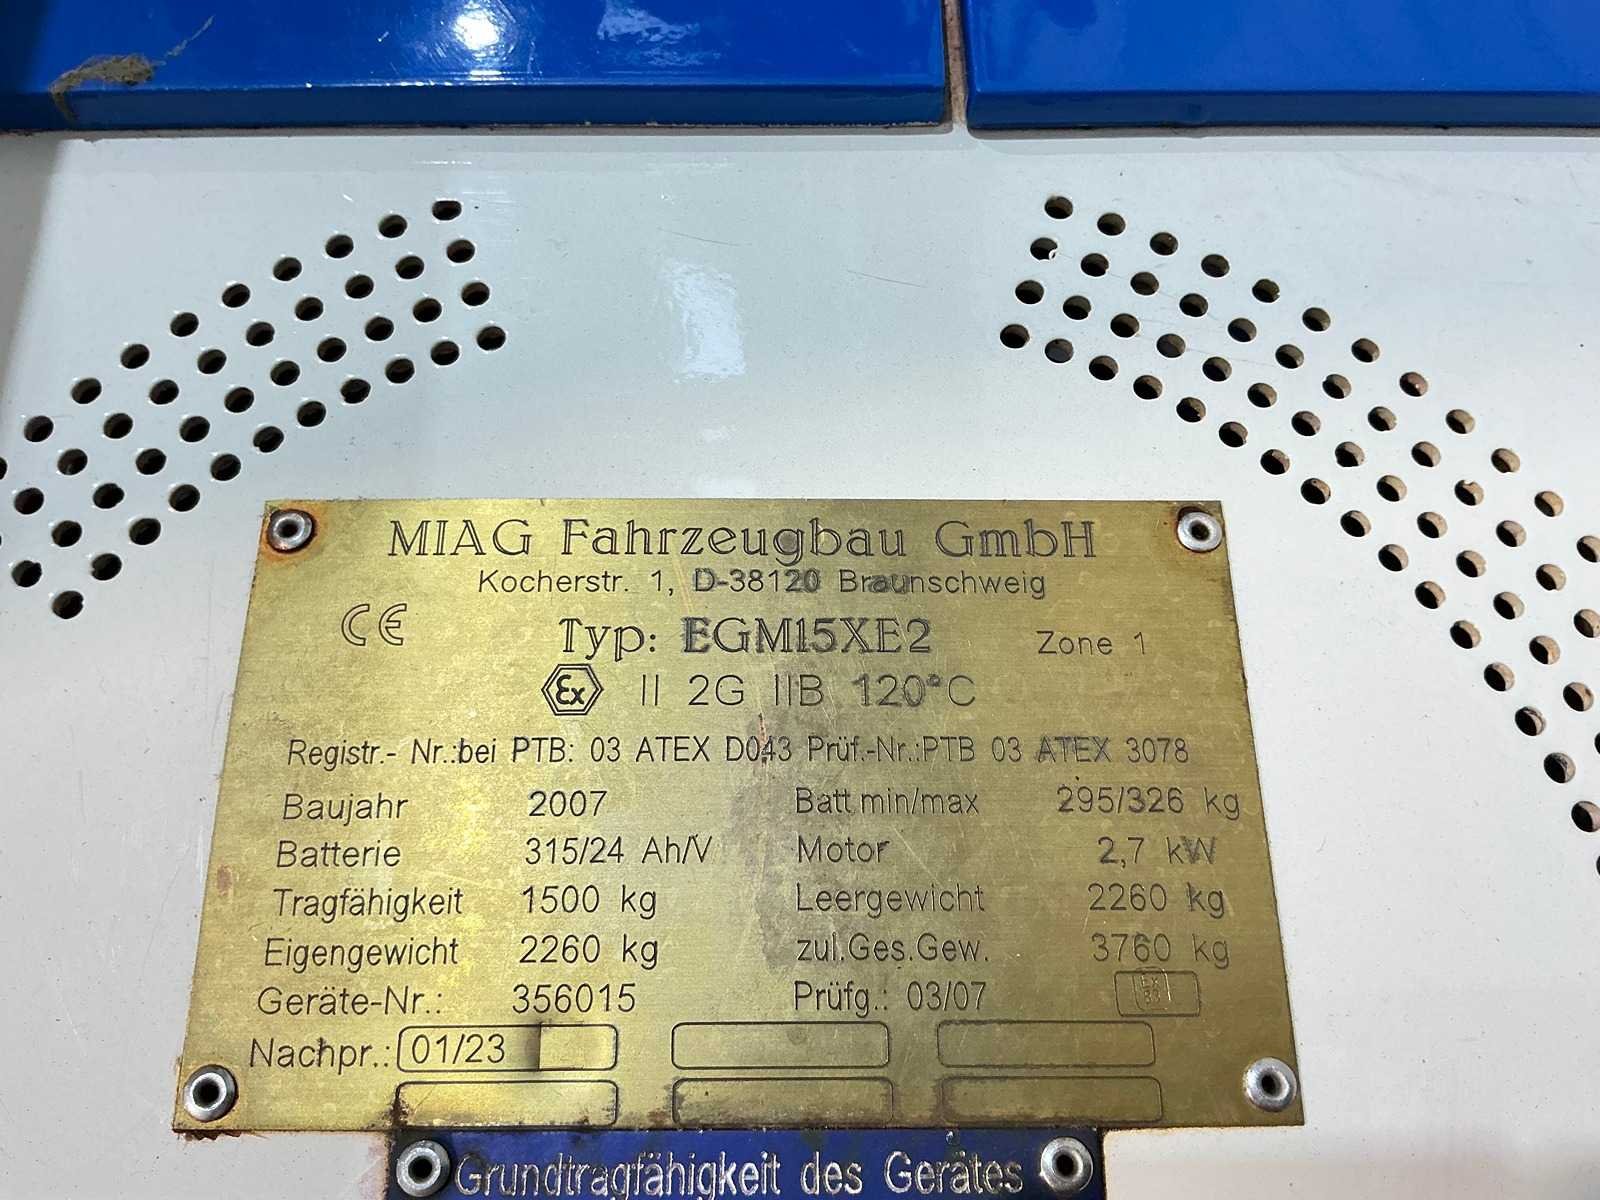 MIAG Fahrzeugbau GmbH
Kocherstr. 1, D-38120 Braunschweig
CE Typ: EGM15XE2 Zone 1
Ex II 2G IIB 120°C
Registr.- Nr.:bei PTB: 03 ATEX D043 Prüf.-Nr.:PTB 03 ATEX 3078
Baujahr 2007 Batt.min/max 295/326 kg
Batterie 315/24 Ah/V Motor 2,7 kW
Tragfähigkeit 1500 kg Leergewicht 2260 kg
Eigengewicht 2260 kg zul.Ges.Gew. 3760 kg
Geräte-Nr.: 356015 Prüfg.: 03/07
Nachpr.: 01/23
Grundtragfähigkeit des Gerätes